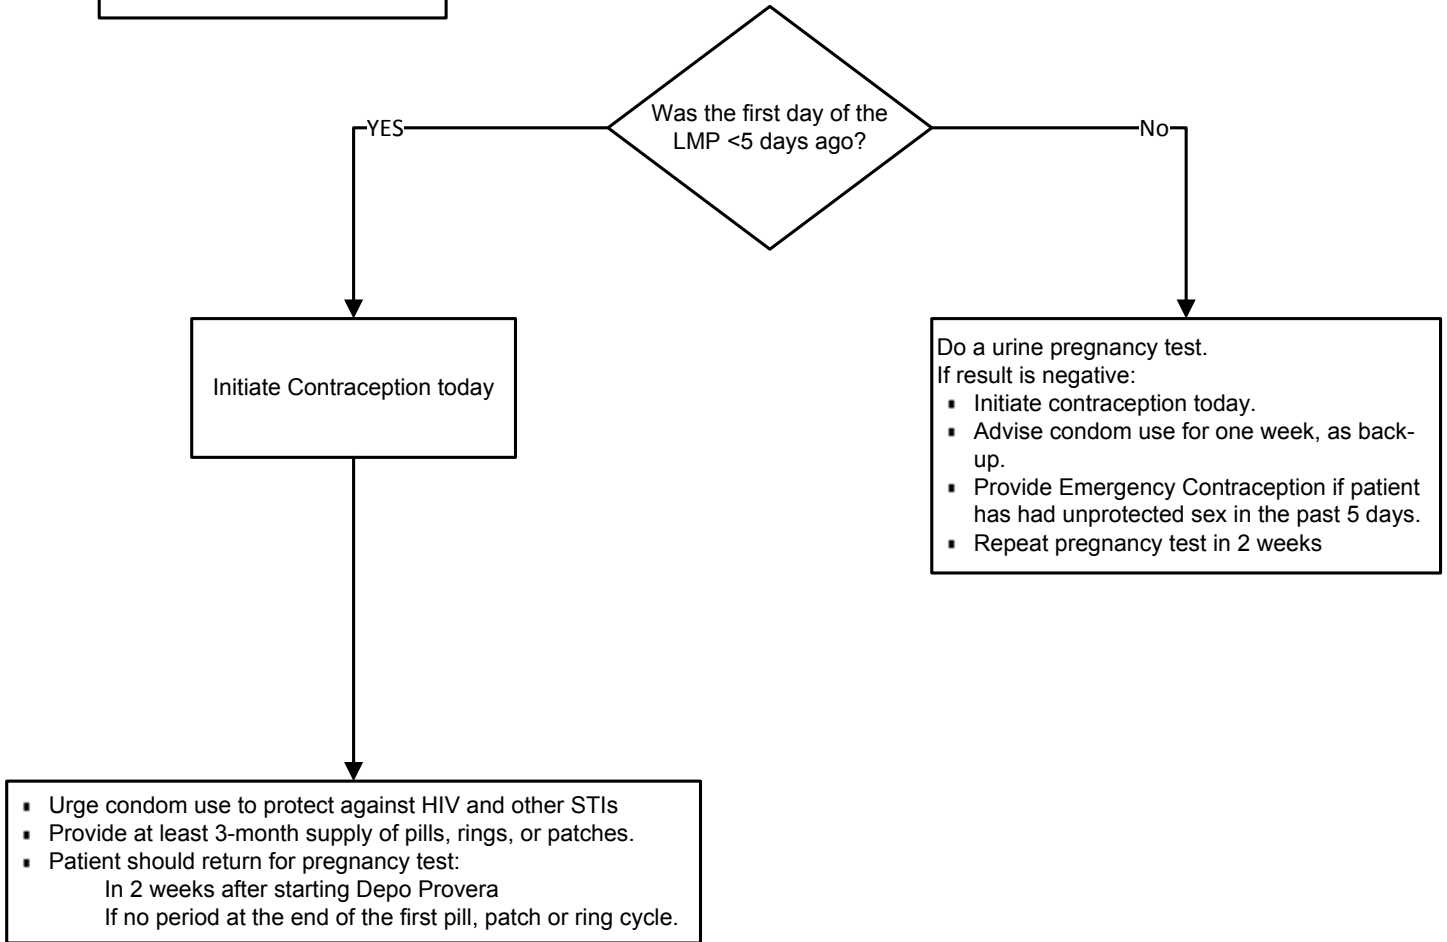 Was the first day of the
LMP <5 days ago?
YES
No
Initiate Contraception today
Do a urine pregnancy test.
If result is negative:
▪ Initiate contraception today.
▪ Advise condom use for one week, as back-
up.
▪ Provide Emergency Contraception if patient
has had unprotected sex in the past 5 days.
▪ Repeat pregnancy test in 2 weeks
▪ Urge condom use to protect against HIV and other STIs
▪ Provide at least 3-month supply of pills, rings, or patches.
▪ Patient should return for pregnancy test:
In 2 weeks after starting Depo Provera
If no period at the end of the first pill, patch or ring cycle.